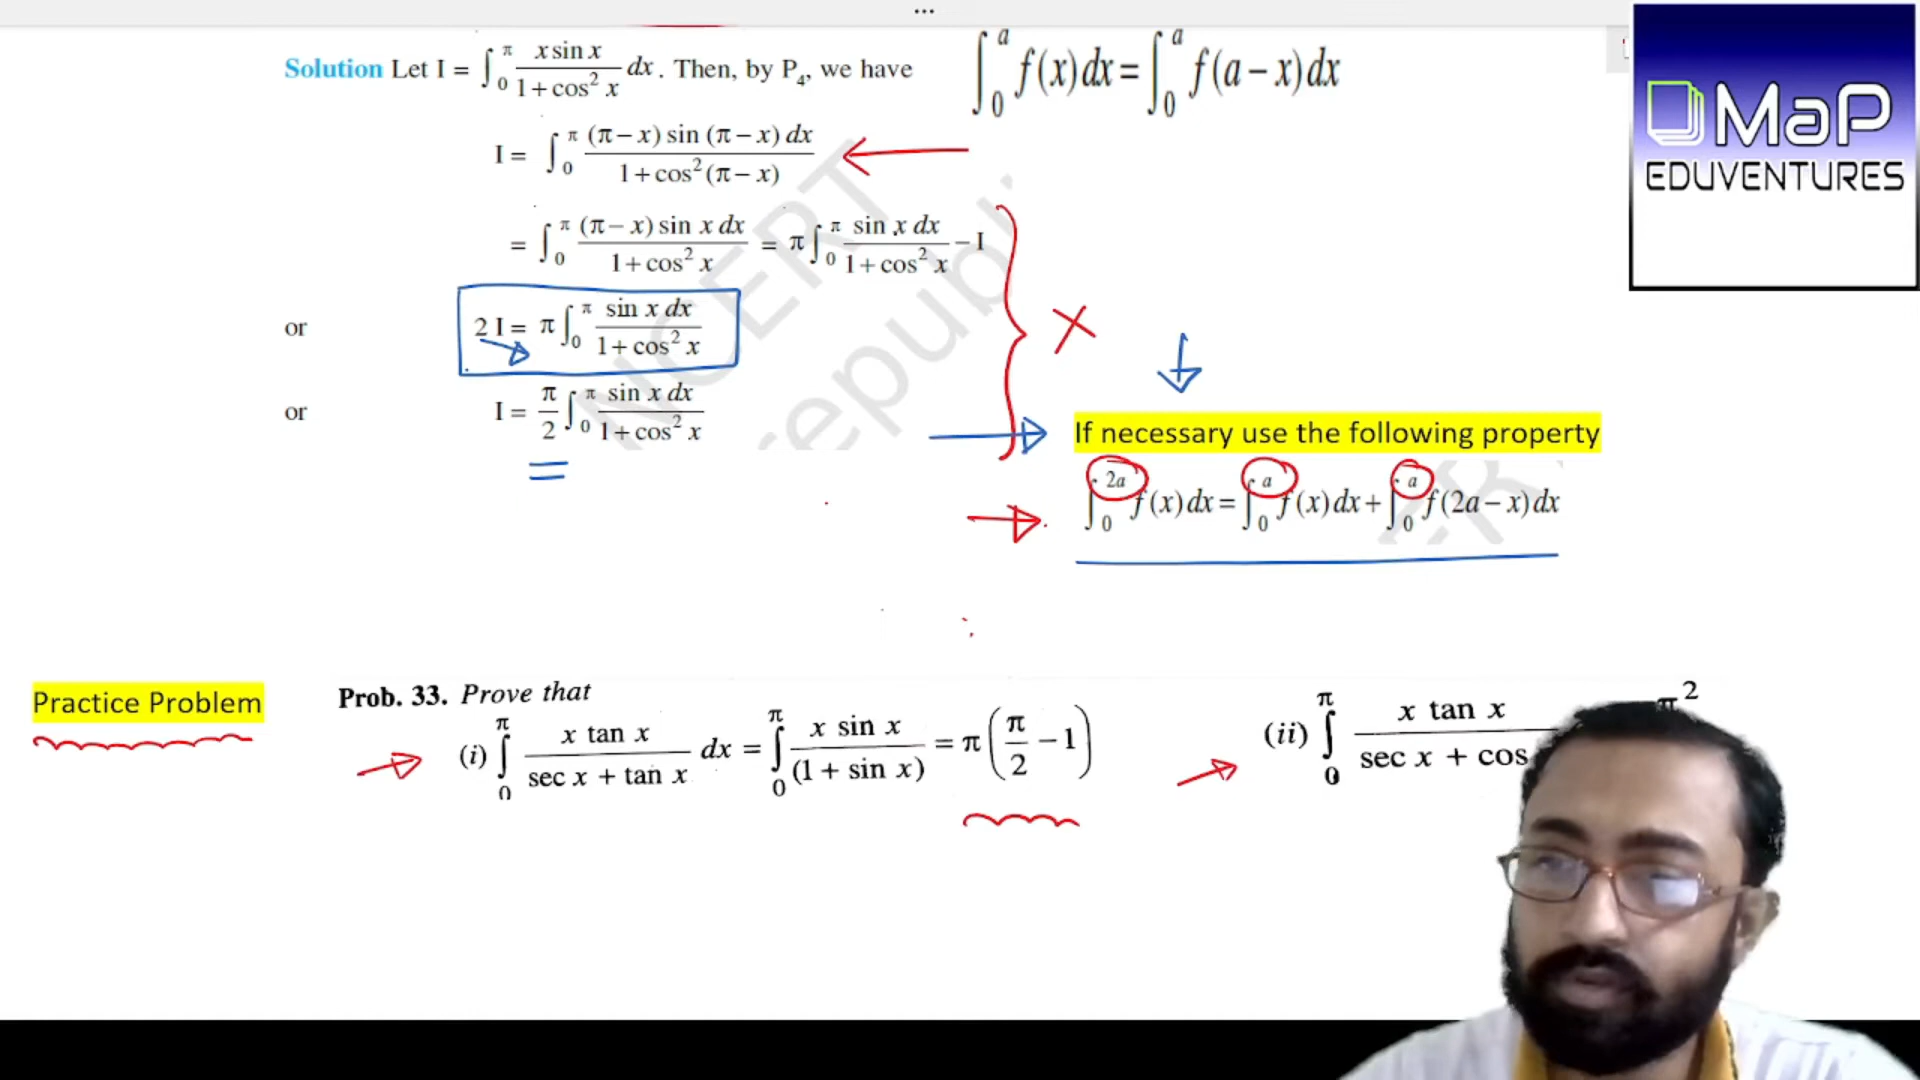 ...
Solution Let I = ∫₀^π (x sin x)/(1+cos² x) dx. Then, by P₄, we have
∫₀^a f(x)dx = ∫₀^a f(a−x)dx
MaP
EDUVENTURES
I = ∫₀^π ((π−x) sin (π−x) dx)/(1+cos² (π−x))
= ∫₀^π ((π−x) sin x dx)/(1+cos² x) = π∫₀^π (sin x dx)/(1+cos² x) − I
or 2 I = π∫₀^π (sin x dx)/(1+cos² x)
or I = π/2 ∫₀^π (sin x dx)/(1+cos² x)
NCERT
republi
If necessary use the following property
∫₀^2a f(x)dx = ∫₀^a f(x)dx + ∫₀^a f(2a−x)dx
Practice Problem
Prob. 33. Prove that
(i) ∫₀^π (x tan x)/(sec x + tan x) dx = ∫₀^π (x sin x)/(1 + sin x) = π(π/2 − 1)
(ii) ∫₀^π (x tan x)/(sec x + cos π²